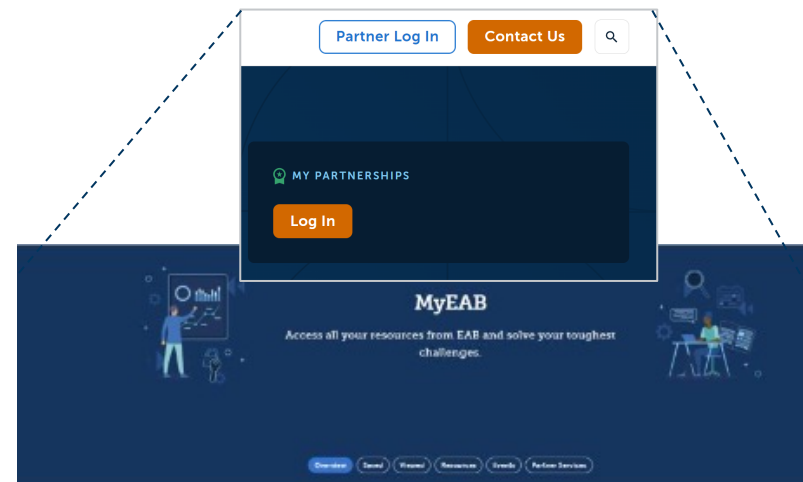 Partner Log In Contact Us
MY PARTNERSHIPS
Log In
MyEAB
Access all your resources from EAB and solve your toughest
challenges.
Overview Saved Viewed Resources Events Partner Services